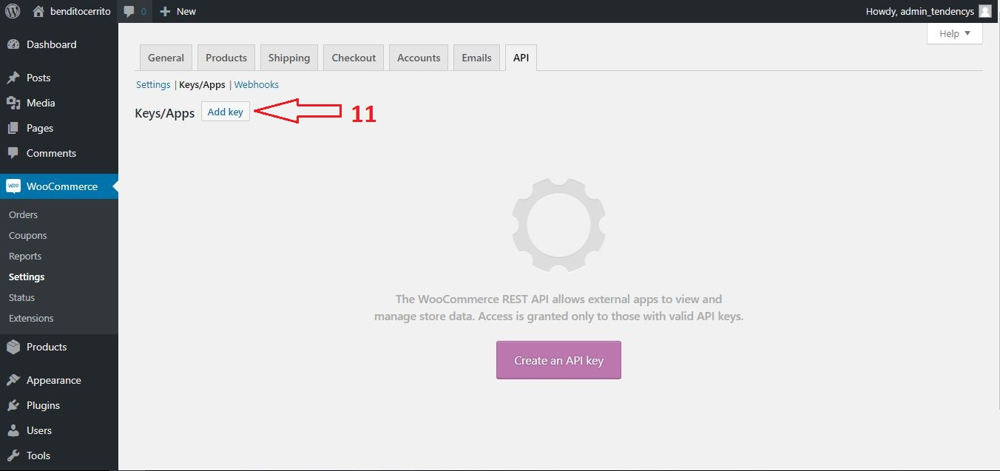 benditocerrito 0 New Howdy, admin_tendencys
Help
Dashboard
Posts
Media
Pages
Comments
WooCommerce
Orders
Coupons
Reports
Settings
Status
Extensions
Products
Appearance
Plugins
Users
Tools
General Products Shipping Checkout Accounts Emails API
Settings | Keys/Apps | Webhooks
Keys/Apps Add key 11
The WooCommerce REST API allows external apps to view and
manage store data. Access is granted only to those with valid API keys.
Create an API key